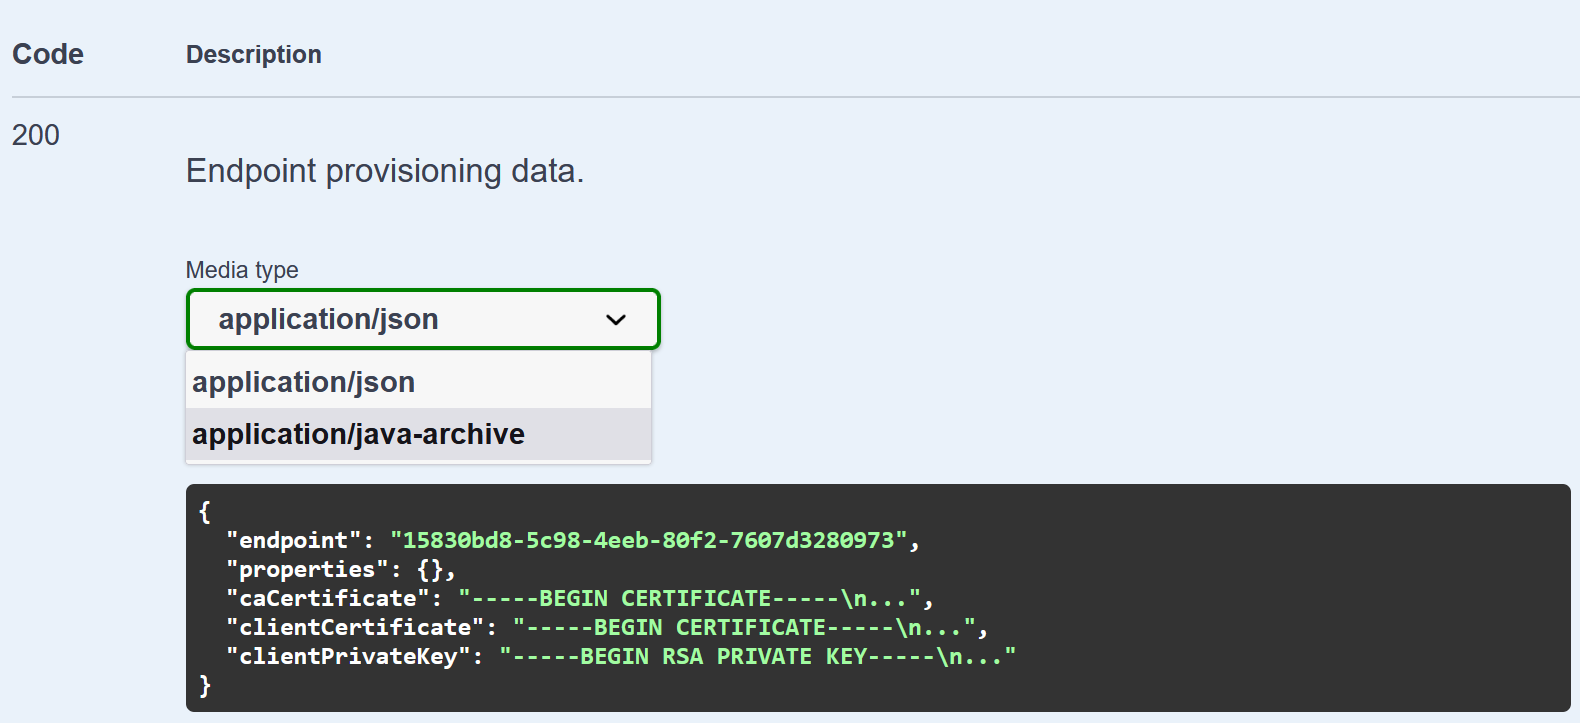 Code Description
200
Endpoint provisioning data.
Media type
application/json
application/json
application/java-archive
{
  "endpoint": "15830bd8-5c98-4eeb-80f2-7607d3280973",
  "properties": {},
  "caCertificate": "-----BEGIN CERTIFICATE-----\n...",
  "clientCertificate": "-----BEGIN CERTIFICATE-----\n...",
  "clientPrivateKey": "-----BEGIN RSA PRIVATE KEY-----\n..."
}